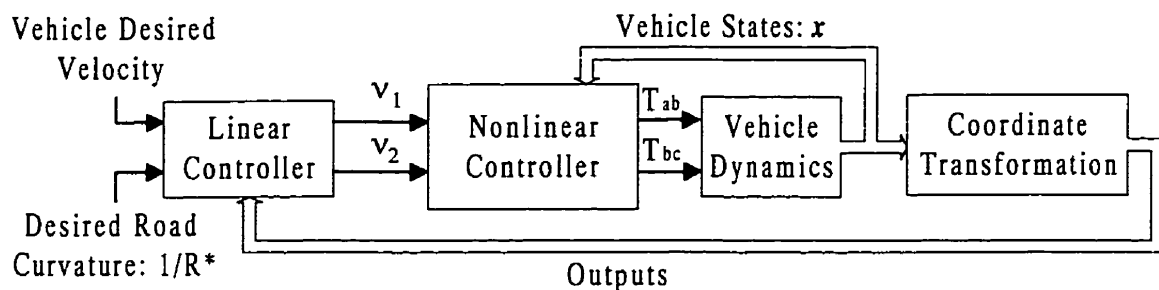 Vehicle Desired
Velocity
Vehicle States: x
ν1
ν2
Linear
Controller
Nonlinear
Controller
Tab
Tbc
Vehicle
Dynamics
Coordinate
Transformation
Desired Road
Curvature: 1/R*
Outputs